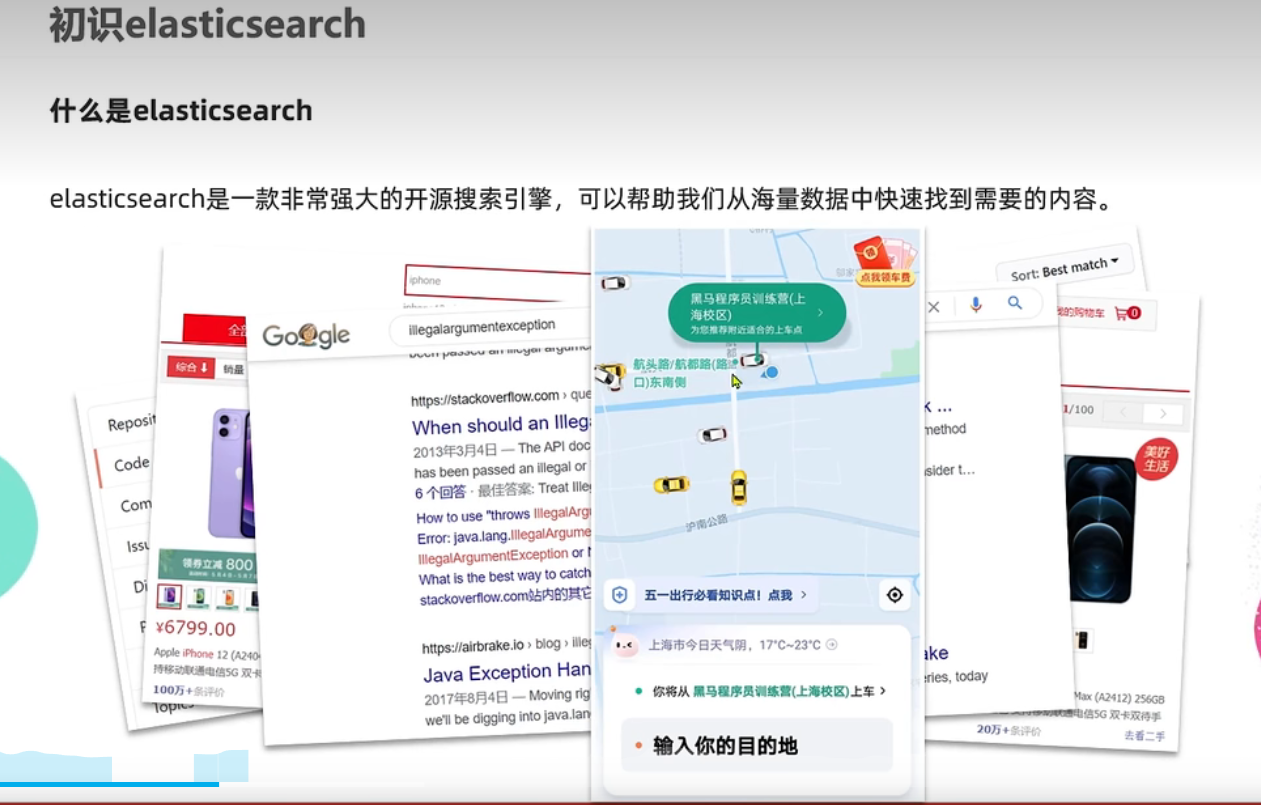 初识elasticsearch
什么是elasticsearch
elasticsearch是一款非常强大的开源搜索引擎，可以帮助我们从海量数据中快速找到需要的内容。
Reposit
Code
Com
Issu
Di
Topics
iphone
全部
综合
销量
领券立减 800
¥6799.00
Apple iPhone 12 (A240
持移动联通电信5G 双卡
100万+条评价
Google
illegalargumentexception
been passed an illegal argume
https://stackoverflow.com › que
When should an Illeg
2013年3月4日 — The API doc
has been passed an illegal or
6 个回答 · 最佳答案: Treat Ille
How to use "throws IllegalArgu
Error: java.lang.IllegalArgume
IllegalArgumentException or N
What is the best way to catch
stackoverflow.com站内的其它
https://airbrake.io › blog › illeg
Java Exception Han
2017年8月4日 — Moving rig
we'll be digging into java.lan
点我领车费
黑马程序员训练营(上
海校区)
为您推荐附近适合的上车点
航头路/航都路(路
口)东南侧
沪南公路
五一出行必看知识点！点我
上海市今日天气阴，17°C~23°C
你将从 黑马程序员训练营(上海校区)上车
输入你的目的地
Sort: Best match
我的购物车
0
1/100
k ...
method
sider t…
美好
生活
ake
eries, today
Max (A2412) 256GB
移动联通电信5G 双卡双待手
20万+条评价
去看二手